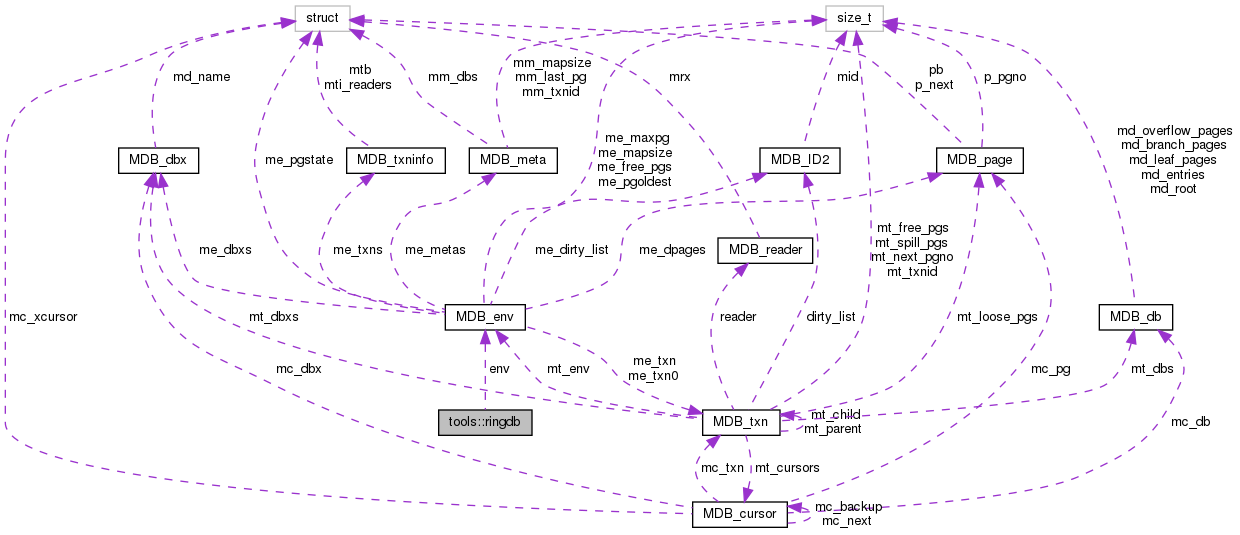 struct
size_t
mm_mapsize
mm_last_pg
mm_txnid
mtb
mti_readers
md_name
mm_dbs
mrx
mid
pb
p_next
p_pgno
md_overflow_pages
md_branch_pages
md_leaf_pages
md_entries
md_root
me_maxpg
me_mapsize
me_free_pgs
me_pgoldest
me_pgstate
MDB_dbx
MDB_txninfo
MDB_meta
MDB_ID2
MDB_page
mt_free_pgs
mt_spill_pgs
mt_next_pgno
mt_txnid
me_dbxs
me_txns
me_metas
me_dirty_list
me_dpages
MDB_reader
mc_xcursor
mt_dbxs
MDB_env
reader
dirty_list
mt_loose_pgs
MDB_db
mc_dbx
env
mt_env
me_txn
me_txn0
mc_pg
mt_dbs
tools::ringdb
MDB_txn
mt_child
mt_parent
mc_db
mc_txn
mt_cursors
MDB_cursor
mc_backup
mc_next